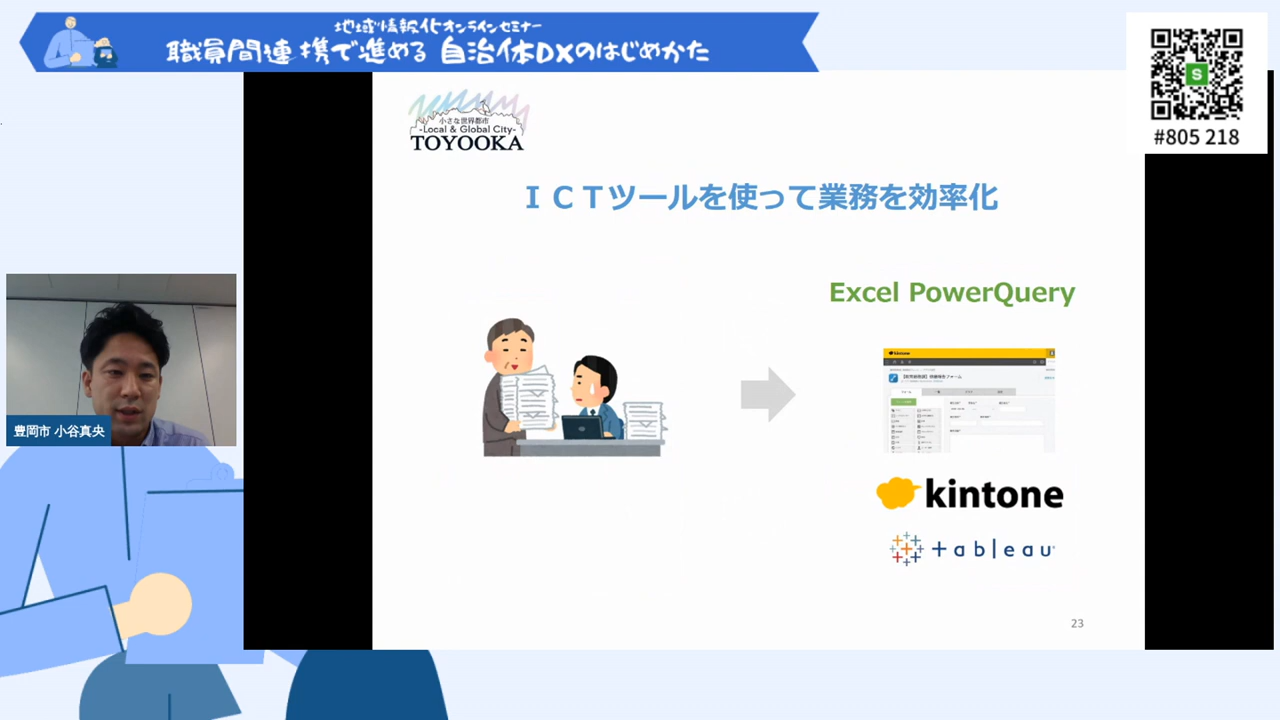 地域情報化オンラインセミナー
職員間連携で進める 自治体DXのはじめかた
S
#805 218
小さな世界都市
-Local & Global City-
TOYOOKA
ＩＣＴツールを使って業務を効率化
Excel PowerQuery
kintone
kintone
+ableau
豊岡市 小谷真央
23